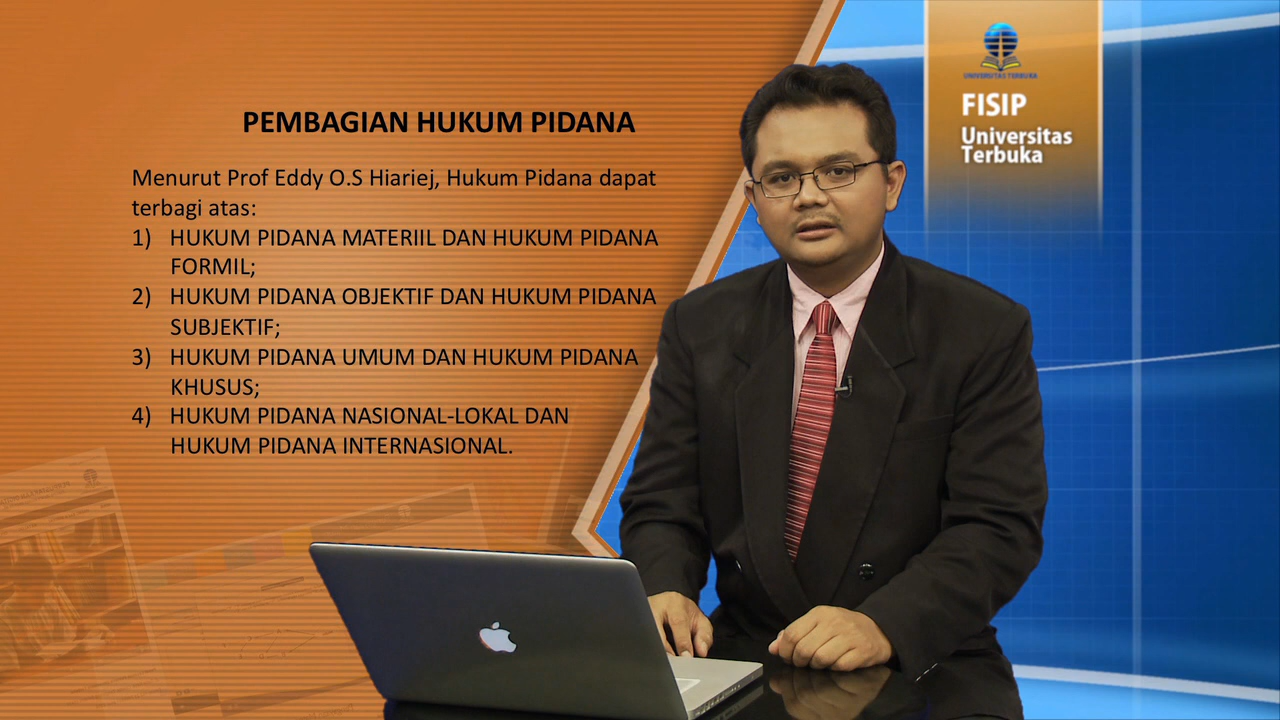 PEMBAGIAN HUKUM PIDANA
Menurut Prof Eddy O.S Hiariej, Hukum Pidana dapat
terbagi atas:
1) HUKUM PIDANA MATERIIL DAN HUKUM PIDANA
FORMIL;
2) HUKUM PIDANA OBJEKTIF DAN HUKUM PIDANA
SUBJEKTIF;
3) HUKUM PIDANA UMUM DAN HUKUM PIDANA
KHUSUS;
4) HUKUM PIDANA NASIONAL-LOKAL DAN
HUKUM PIDANA INTERNASIONAL.
UNIVERSITAS TERBUKA
FISIP
Universitas
Terbuka